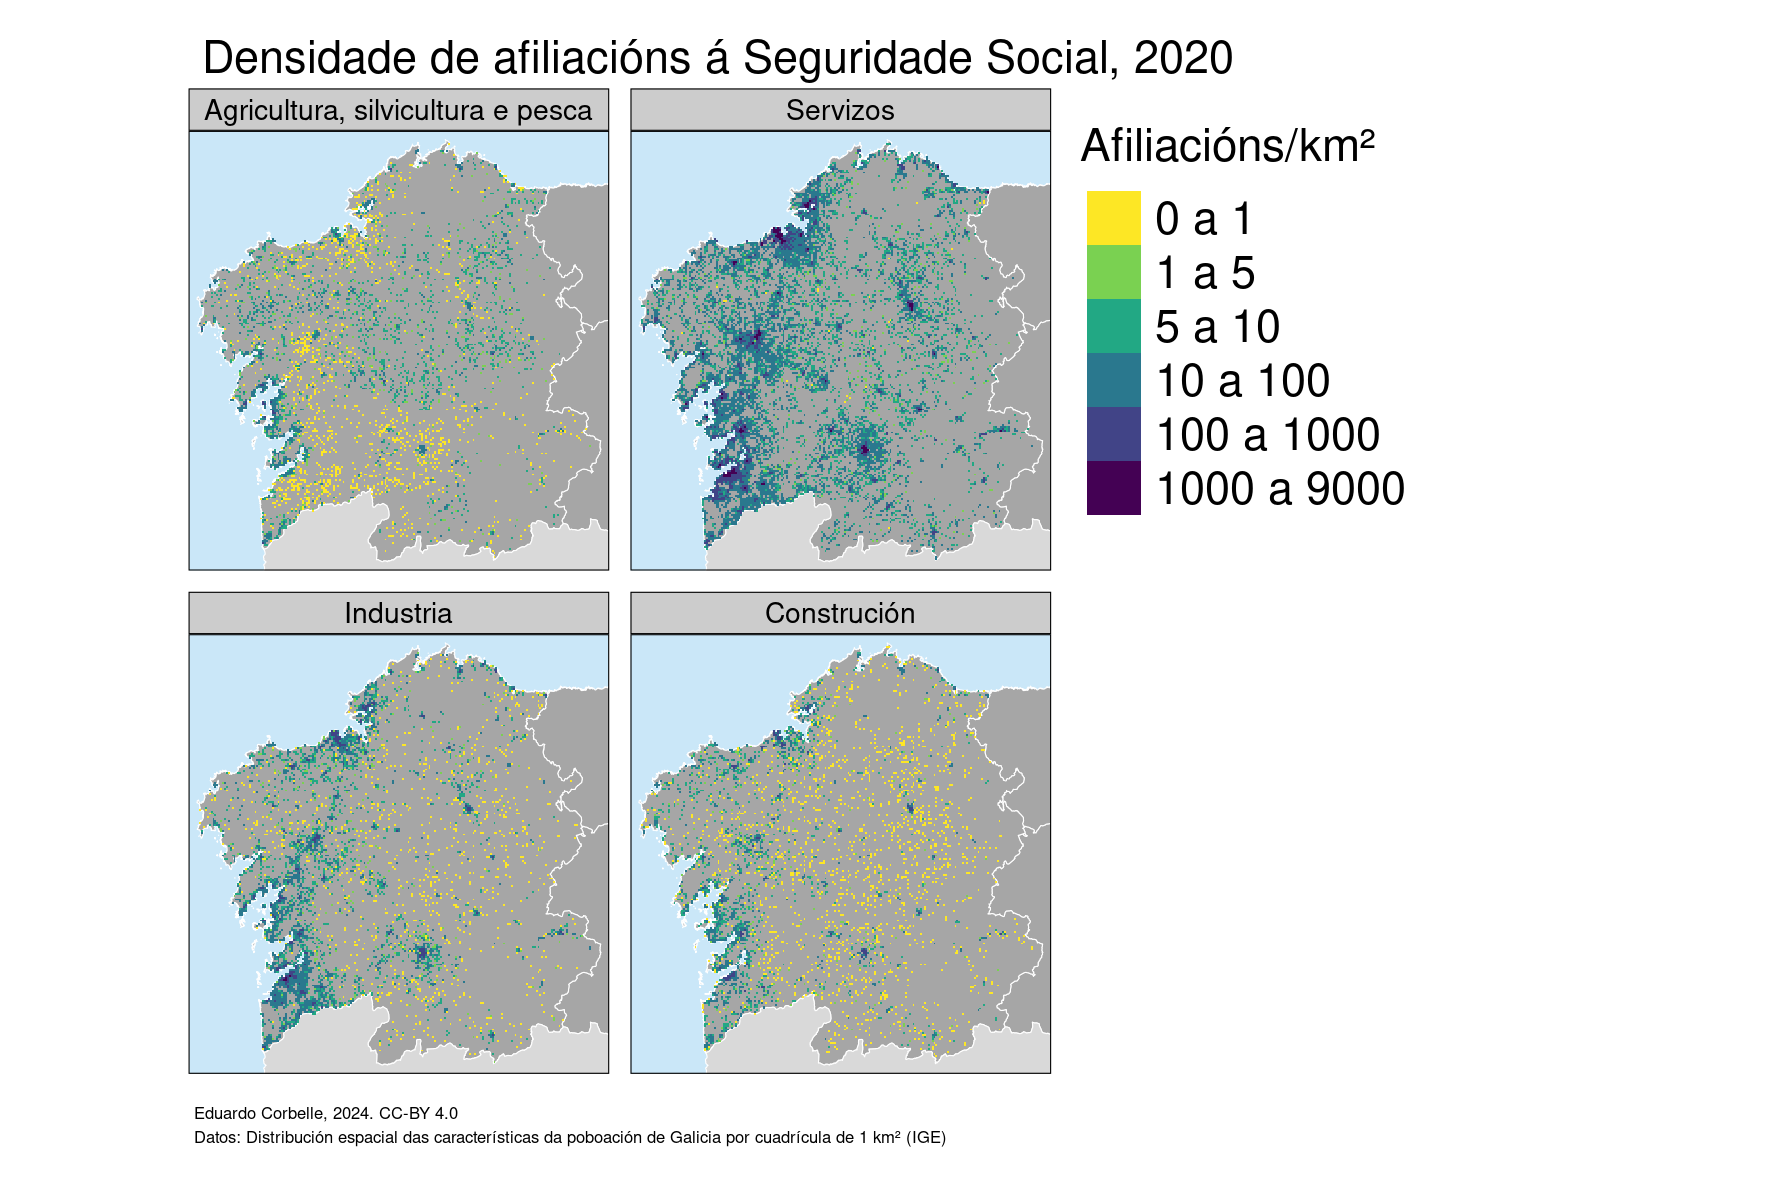 Densidade de afiliacións á Seguridade Social, 2020
Agricultura, silvicultura e pesca
Servizos
Industria
Construción
Afiliacións/km²
0 a 1
1 a 5
5 a 10
10 a 100
100 a 1000
1000 a 9000
Eduardo Corbelle, 2024. CC-BY 4.0
Datos: Distribución espacial das características da poboación de Galicia por cuadrícula de 1 km² (IGE)